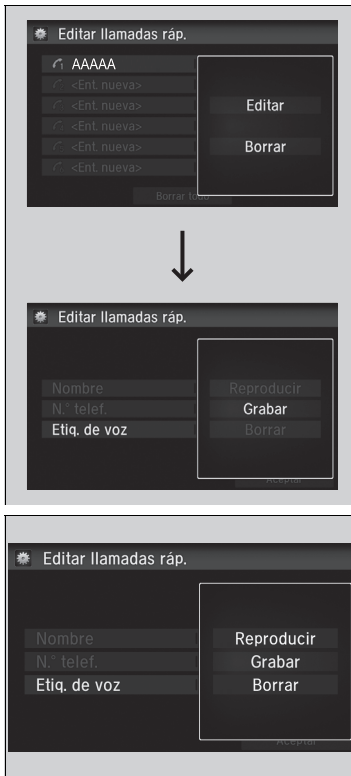 Editar llamadas ráp.
AAAAA
<Ent. nueva>
<Ent. nueva>
<Ent. nueva>
<Ent. nueva>
<Ent. nueva>
Editar
Borrar
Borrar todo
Editar llamadas ráp.
Nombre
N.° telef.
Etiq. de voz
Reproducir
Grabar
Borrar
Aceptar
Editar llamadas ráp.
Nombre
N.° telef.
Etiq. de voz
Reproducir
Grabar
Borrar
Aceptar